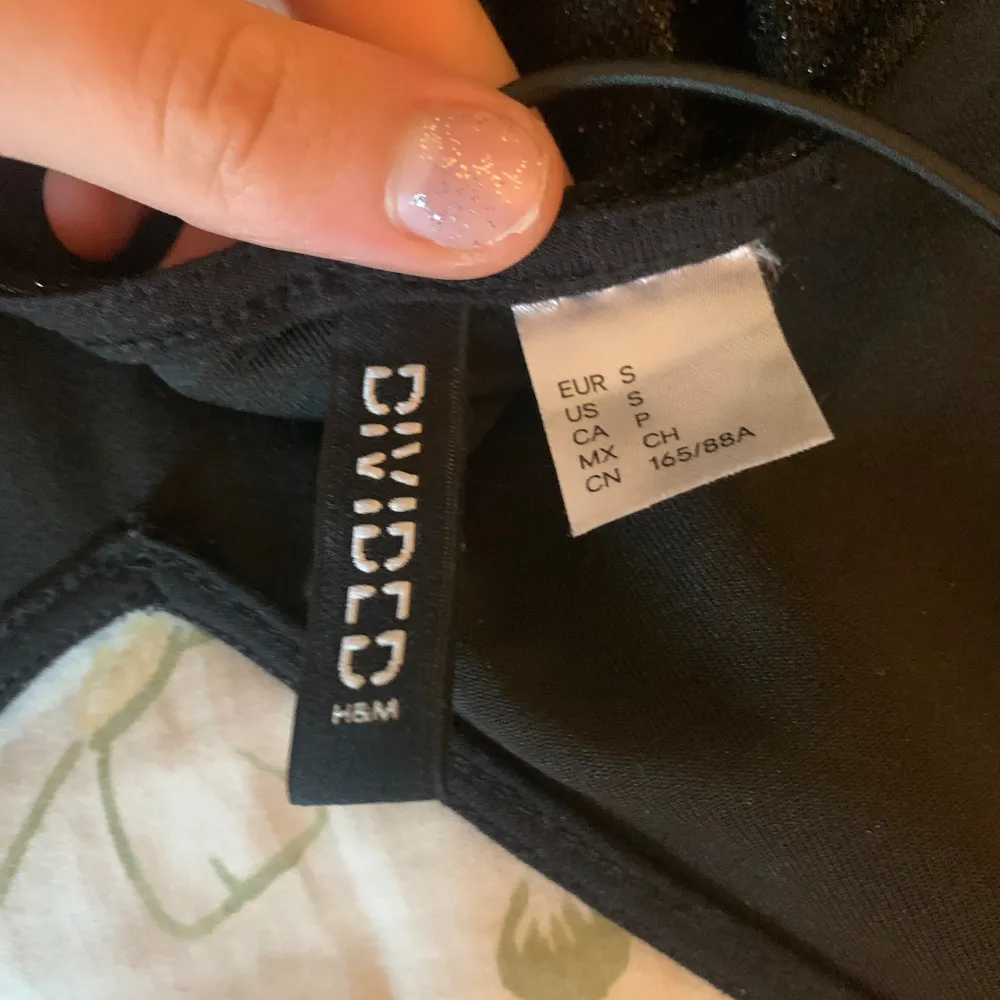 DIVIDED
H&M
EUR S
US S
CA P
MX CH
CN 165/88A